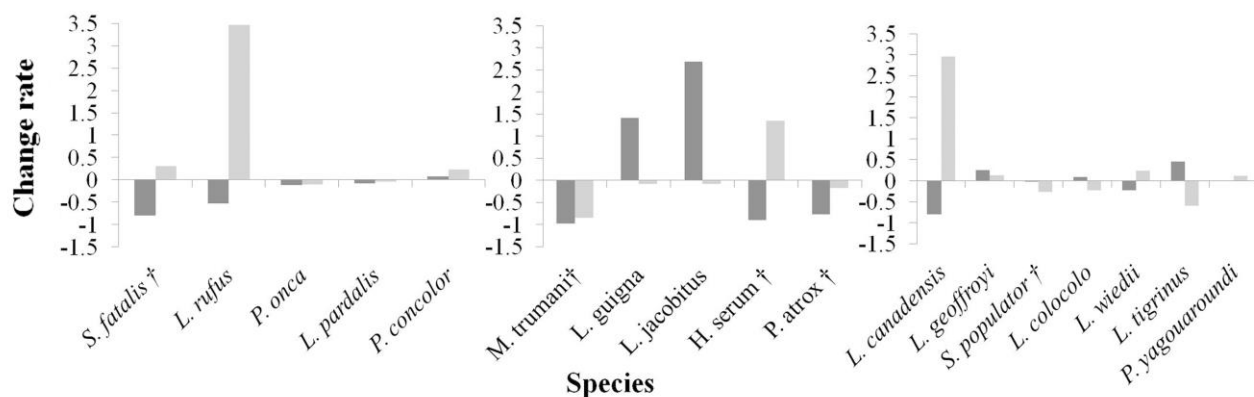 Change rate
3.5
3
2.5
2
1.5
1
0.5
0
-0.5
-1
-1.5
S. fatalis †
L. rufus
P. onca
L. pardalis
P. concolor
3.5
3
2.5
2
1.5
1
0.5
0
-0.5
-1
-1.5
M. trumani†
L. guigna
L. jacobitus
H. serum †
P. atrox †
3.5
3
2.5
2
1.5
1
0.5
0
-0.5
-1
-1.5
L. canadensis
L. geoffroyi
S. populator †
L. colocolo
L. wiedii
L. tigrinus
P. yagouaroundi
Species